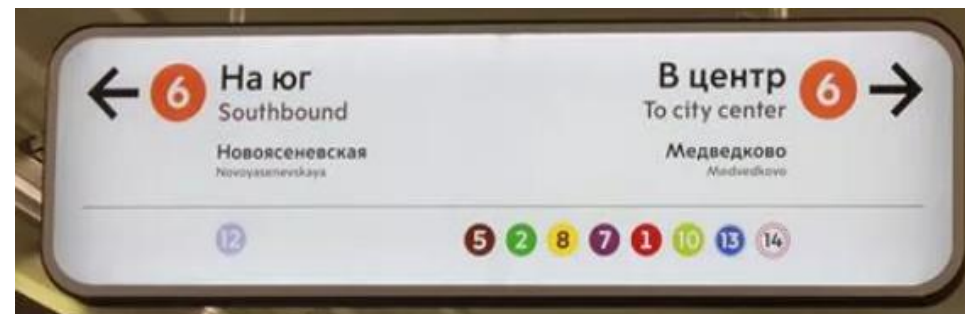 ← 6 На юг
Southbound
Новоясеневская
Novoyasenevskaya
12
В центр 6 →
To city center
Медведково
Medvedkovo
5 2 8 7 1 10 13 14